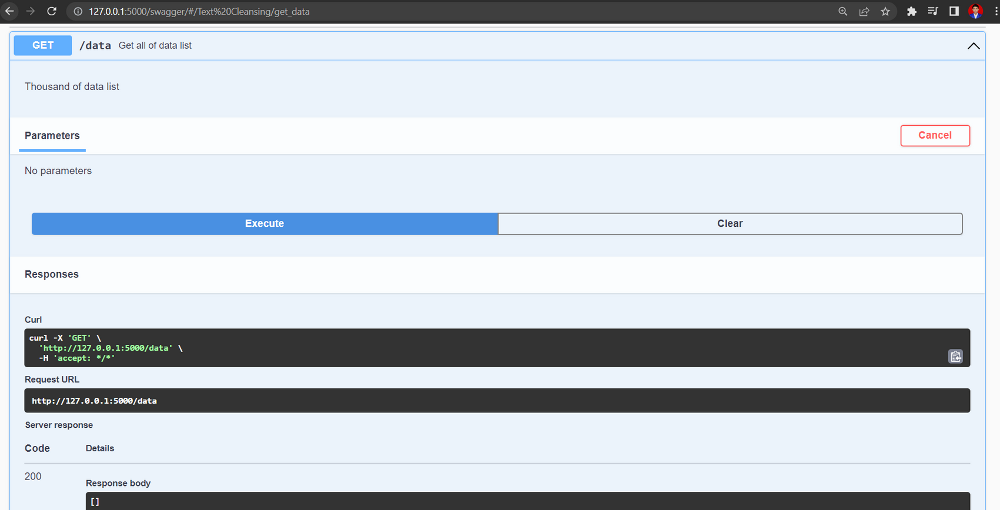 127.0.0.1:5000/swagger/#/Text%20Cleansing/get_data
GET /data Get all of data list
Thousand of data list
Parameters
Cancel
No parameters
Execute
Clear
Responses
Curl
curl -X 'GET' \
'http://127.0.0.1:5000/data' \
-H 'accept: */*'
Request URL
http://127.0.0.1:5000/data
Server response
Code Details
200
Response body
[]